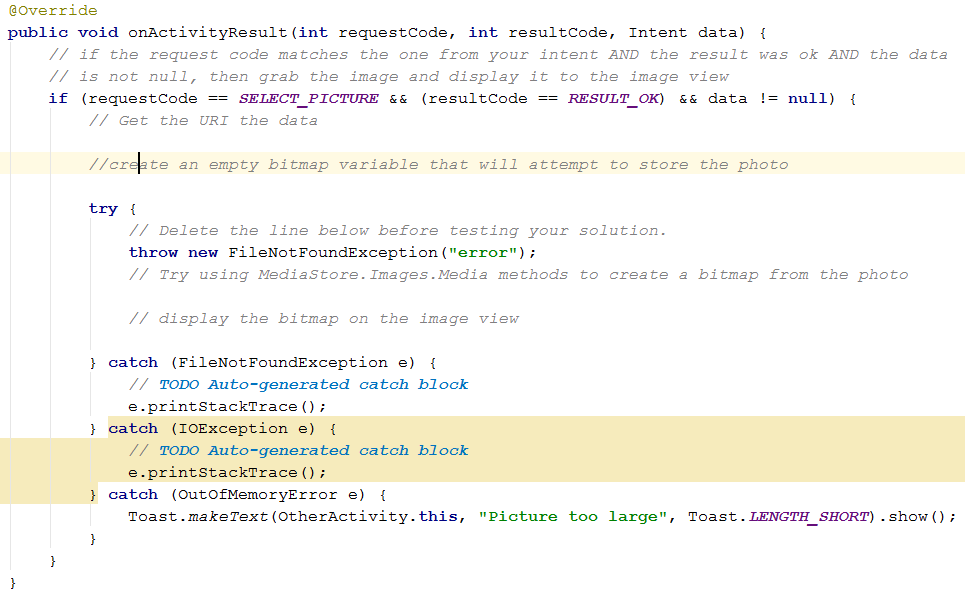 @Override
public void onActivityResult(int requestCode, int resultCode, Intent data) {
    // if the request code matches the one from your intent AND the result was ok AND the data
    // is not null, then grab the image and display it to the image view
    if (requestCode == SELECT_PICTURE && (resultCode == RESULT_OK) && data != null) {
        // Get the URI the data
        //create an empty bitmap variable that will attempt to store the photo
        try {
            // Delete the line below before testing your solution.
            throw new FileNotFoundException("error");
            // Try using MediaStore.Images.Media methods to create a bitmap from the photo
            // display the bitmap on the image view
        } catch (FileNotFoundException e) {
            // TODO Auto-generated catch block
            e.printStackTrace();
        } catch (IOException e) {
            // TODO Auto-generated catch block
            e.printStackTrace();
        } catch (OutOfMemoryError e) {
            Toast.makeText(OtherActivity.this, "Picture too large", Toast.LENGTH_SHORT).show();
        }
    }
}